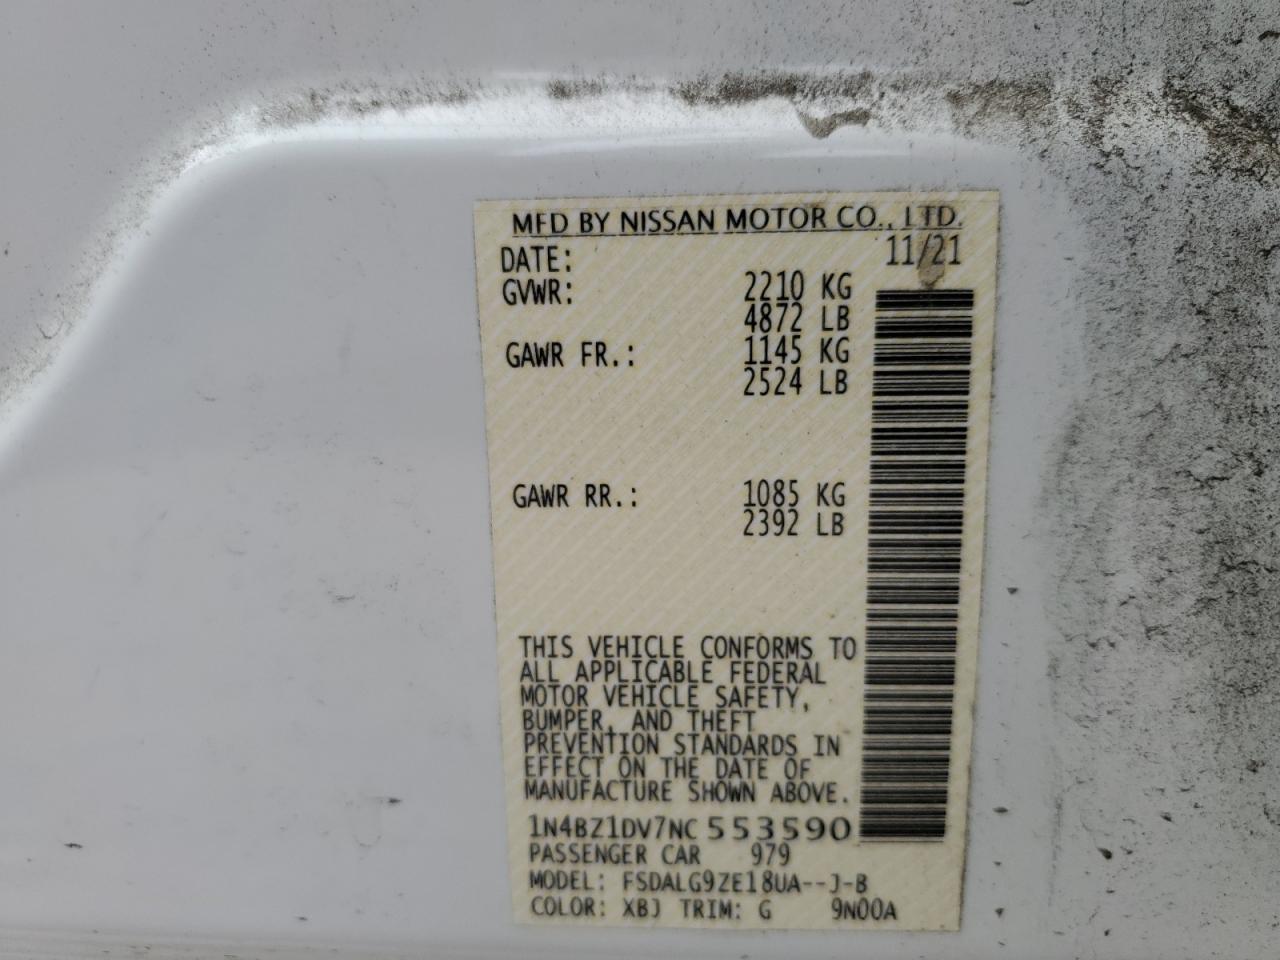 MFD BY NISSAN MOTOR CO., LTD.
DATE: 11/21
GVWR: 2210 KG
4872 LB
GAWR FR.: 1145 KG
2524 LB
GAWR RR.: 1085 KG
2392 LB
THIS VEHICLE CONFORMS TO
ALL APPLICABLE FEDERAL
MOTOR VEHICLE SAFETY,
BUMPER, AND THEFT
PREVENTION STANDARDS IN
EFFECT ON THE DATE OF
MANUFACTURE SHOWN ABOVE.
1N4BZ1DV7NC553590
PASSENGER CAR 979
MODEL: FSDALG9ZE18UA--J-B
COLOR: XBJ TRIM: G 9N00A